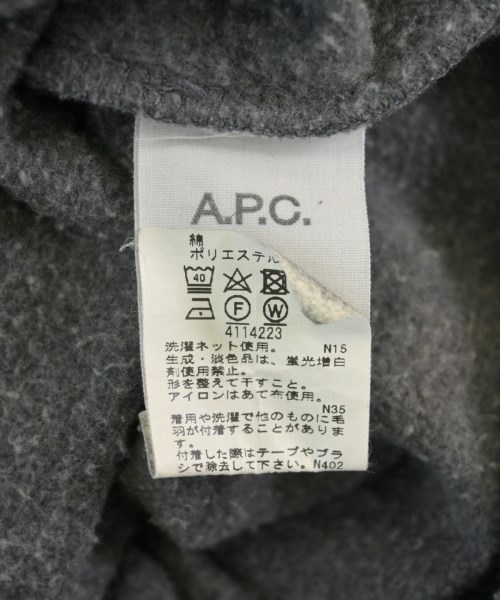 A.P.C.
綿
ポリエステル
40
F W
4114223
洗濯ネット使用。 N15
生成・淡色品は、蛍光増白
剤使用禁止。
形を整えて干すこと。
アイロンはあて布使用。
N35
着用や洗濯で他のものに毛
羽が付着することがありま
す。
付着した際はテープやブラ
シで除去して下さい。N402